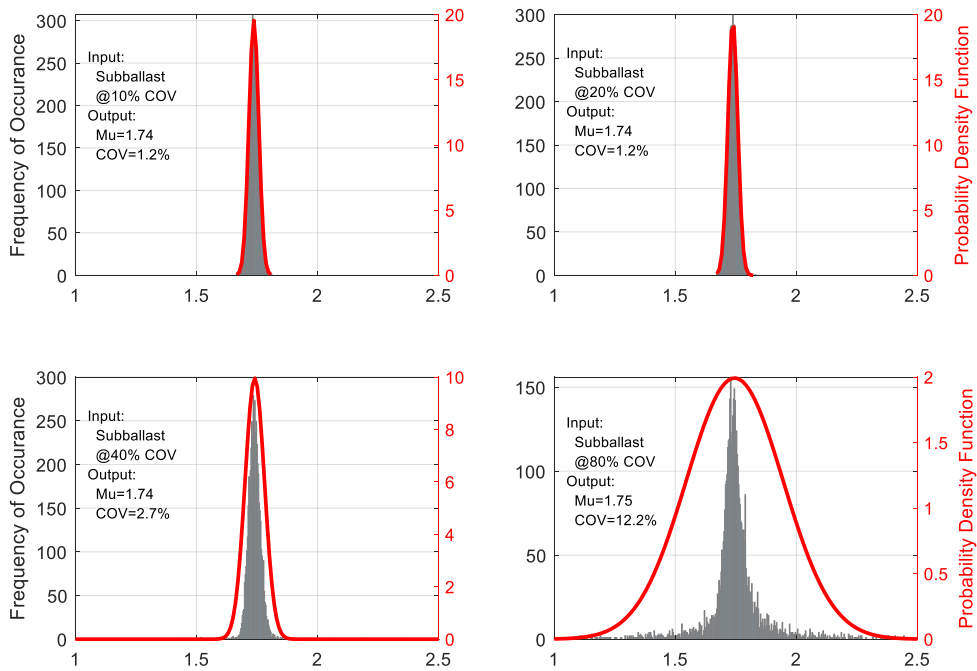 Frequency of Occurance
300
250
200
150
100
50
0
Input:
Subballast
@10% COV
Output:
Mu=1.74
COV=1.2%
20
15
10
5
0
1
1.5
2
2.5
300
250
200
150
100
50
0
Input:
Subballast
@20% COV
Output:
Mu=1.74
COV=1.2%
20
15
10
5
0
Probability Density Function
1
1.5
2
2.5
Frequency of Occurance
300
250
200
150
100
50
0
Input:
Subballast
@40% COV
Output:
Mu=1.74
COV=2.7%
10
8
6
4
2
0
1
1.5
2
2.5
150
100
50
0
Input:
Subballast
@80% COV
Output:
Mu=1.75
COV=12.2%
2
1.5
1
0.5
0
Probability Density Function
1
1.5
2
2.5